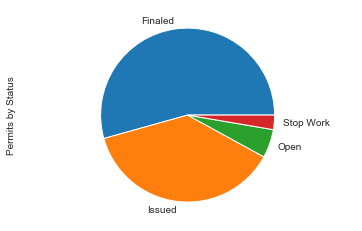 Finaled
Permits by Status
Stop Work
Open
Issued